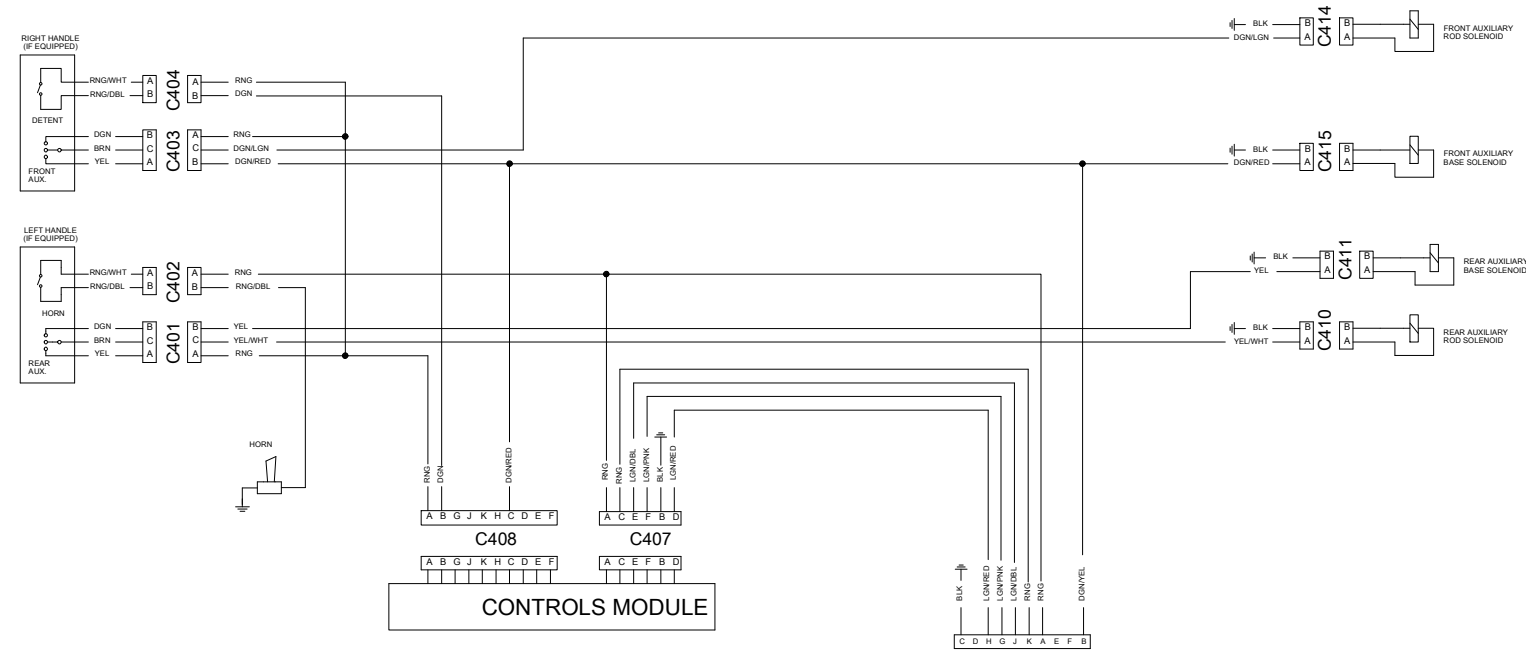 BLK
B
A
C414
B
A
DGN/LGN
FRONT AUXILIARY
ROD SOLENOID
RIGHT HANDLE
(IF EQUIPPED)
RNG/WHT
A
C404
A
RNG
RNG/DBL
B
B
DGN
DETENT
DGN
B
C403
A
RNG
BRN
C
C
DGN/LGN
YEL
A
B
DGN/RED
FRONT
AUX.
BLK
B
C415
B
DGN/RED
A
A
FRONT AUXILIARY
BASE SOLENOID
LEFT HANDLE
(IF EQUIPPED)
RNG/WHT
A
C402
A
RNG
RNG/DBL
B
B
RNG/DBL
HORN
DGN
B
C401
B
YEL
BRN
C
C
YEL/WHT
YEL
A
A
RNG
REAR
AUX.
BLK
B
C411
B
YEL
A
A
REAR AUXILIARY
BASE SOLENOID
BLK
B
C410
B
YEL/WHT
A
A
REAR AUXILIARY
ROD SOLENOID
HORN
RNG
DGN
DGN/RED
RNG
RNG
LGN/DBL
LGN/PNK
BLK
LGN/RED
A B G J K H C D E F
A C E F B D
C408
C407
A B G J K H C D E F
A C E F B D
CONTROLS MODULE
BLK
LGN/RED
LGN/PNK
LGN/DBL
RNG
RNG
DGN/YEL
C D H G J K A E F B